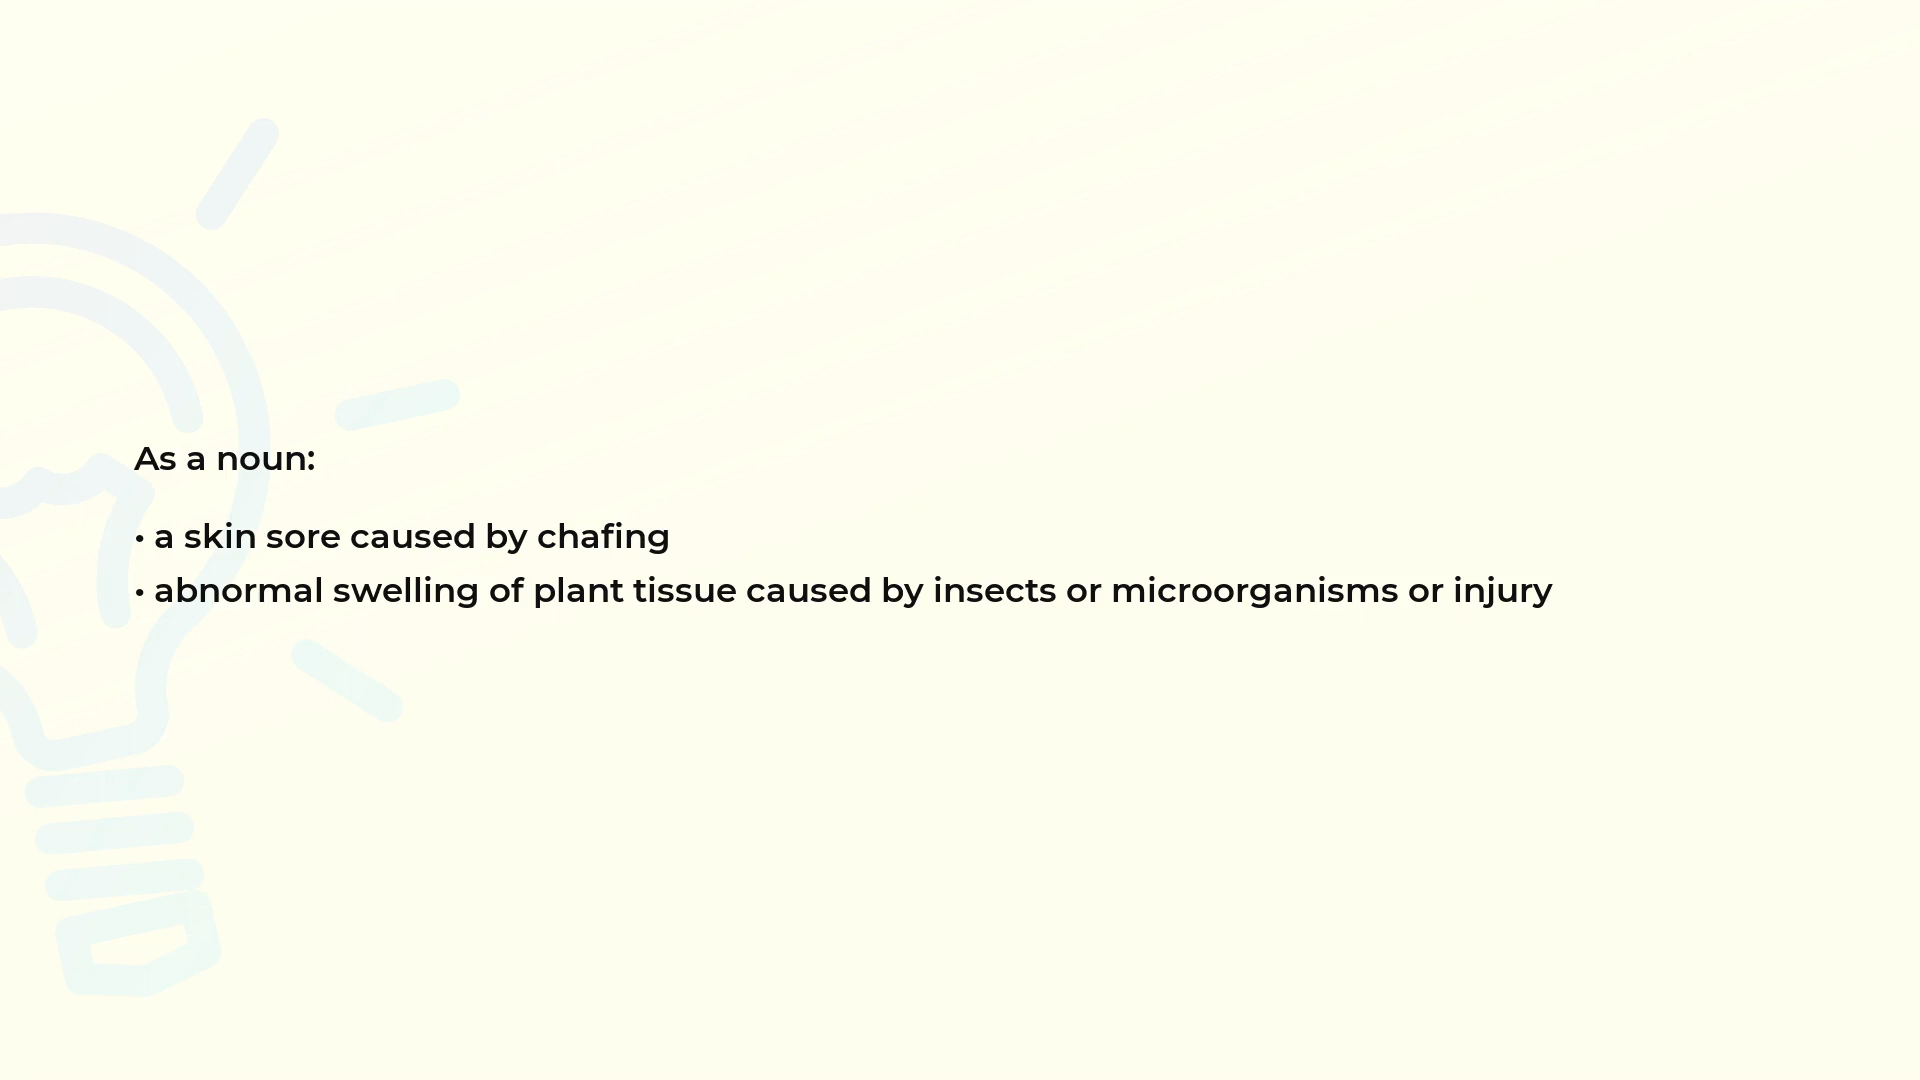 As a noun:
• a skin sore caused by chafing
• abnormal swelling of plant tissue caused by insects or microorganisms or injury